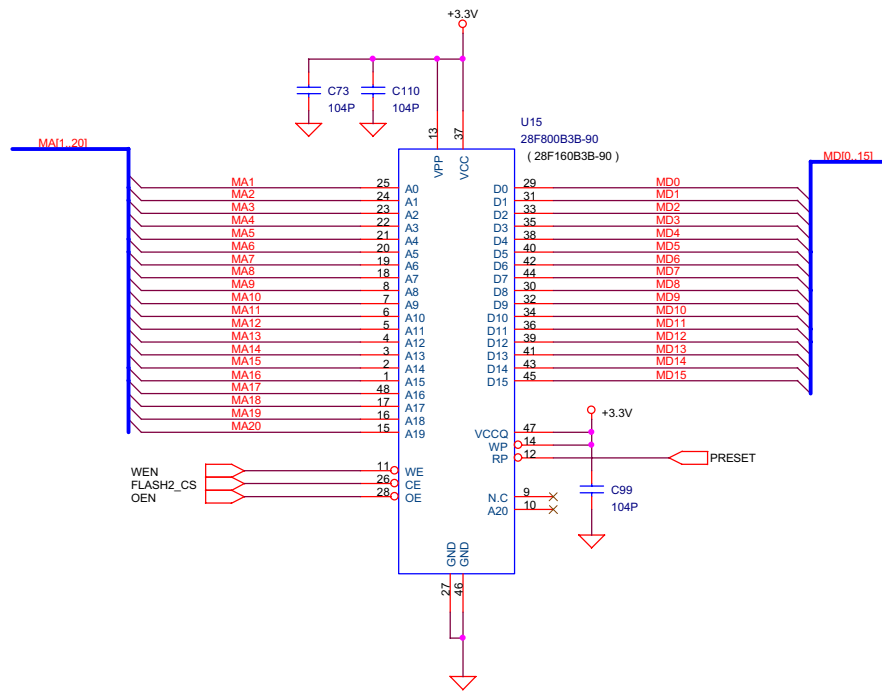 +3.3V
C73
104P
C110
104P
U15
28F800B3B-90
( 28F160B3B-90 )
13
37
VPP
VCC
MA[1..20]
MD[0..15]
MA1 25 A0 D0 29 MD0
MA2 24 A1 D1 31 MD1
MA3 23 A2 D2 33 MD2
MA4 22 A3 D3 35 MD3
MA5 21 A4 D4 38 MD4
MA6 20 A5 D5 40 MD5
MA7 19 A6 D6 42 MD6
MA8 18 A7 D7 44 MD7
MA9 8 A8 D8 30 MD8
MA10 7 A9 D9 32 MD9
MA11 6 A10 D10 34 MD10
MA12 5 A11 D11 36 MD11
MA13 4 A12 D12 39 MD12
MA14 3 A13 D13 41 MD13
MA15 2 A14 D14 43 MD14
MA16 1 A15 D15 45 MD15
MA17 48 A16
MA18 17 A17
MA19 16 A18
MA20 15 A19
+3.3V
VCCQ 47
WP 14
RP 12 PRESET
WEN 11 WE
FLASH2_CS 26 CE
OEN 28 OE
N.C 9
A20 10
C99
104P
GND
GND
27
46